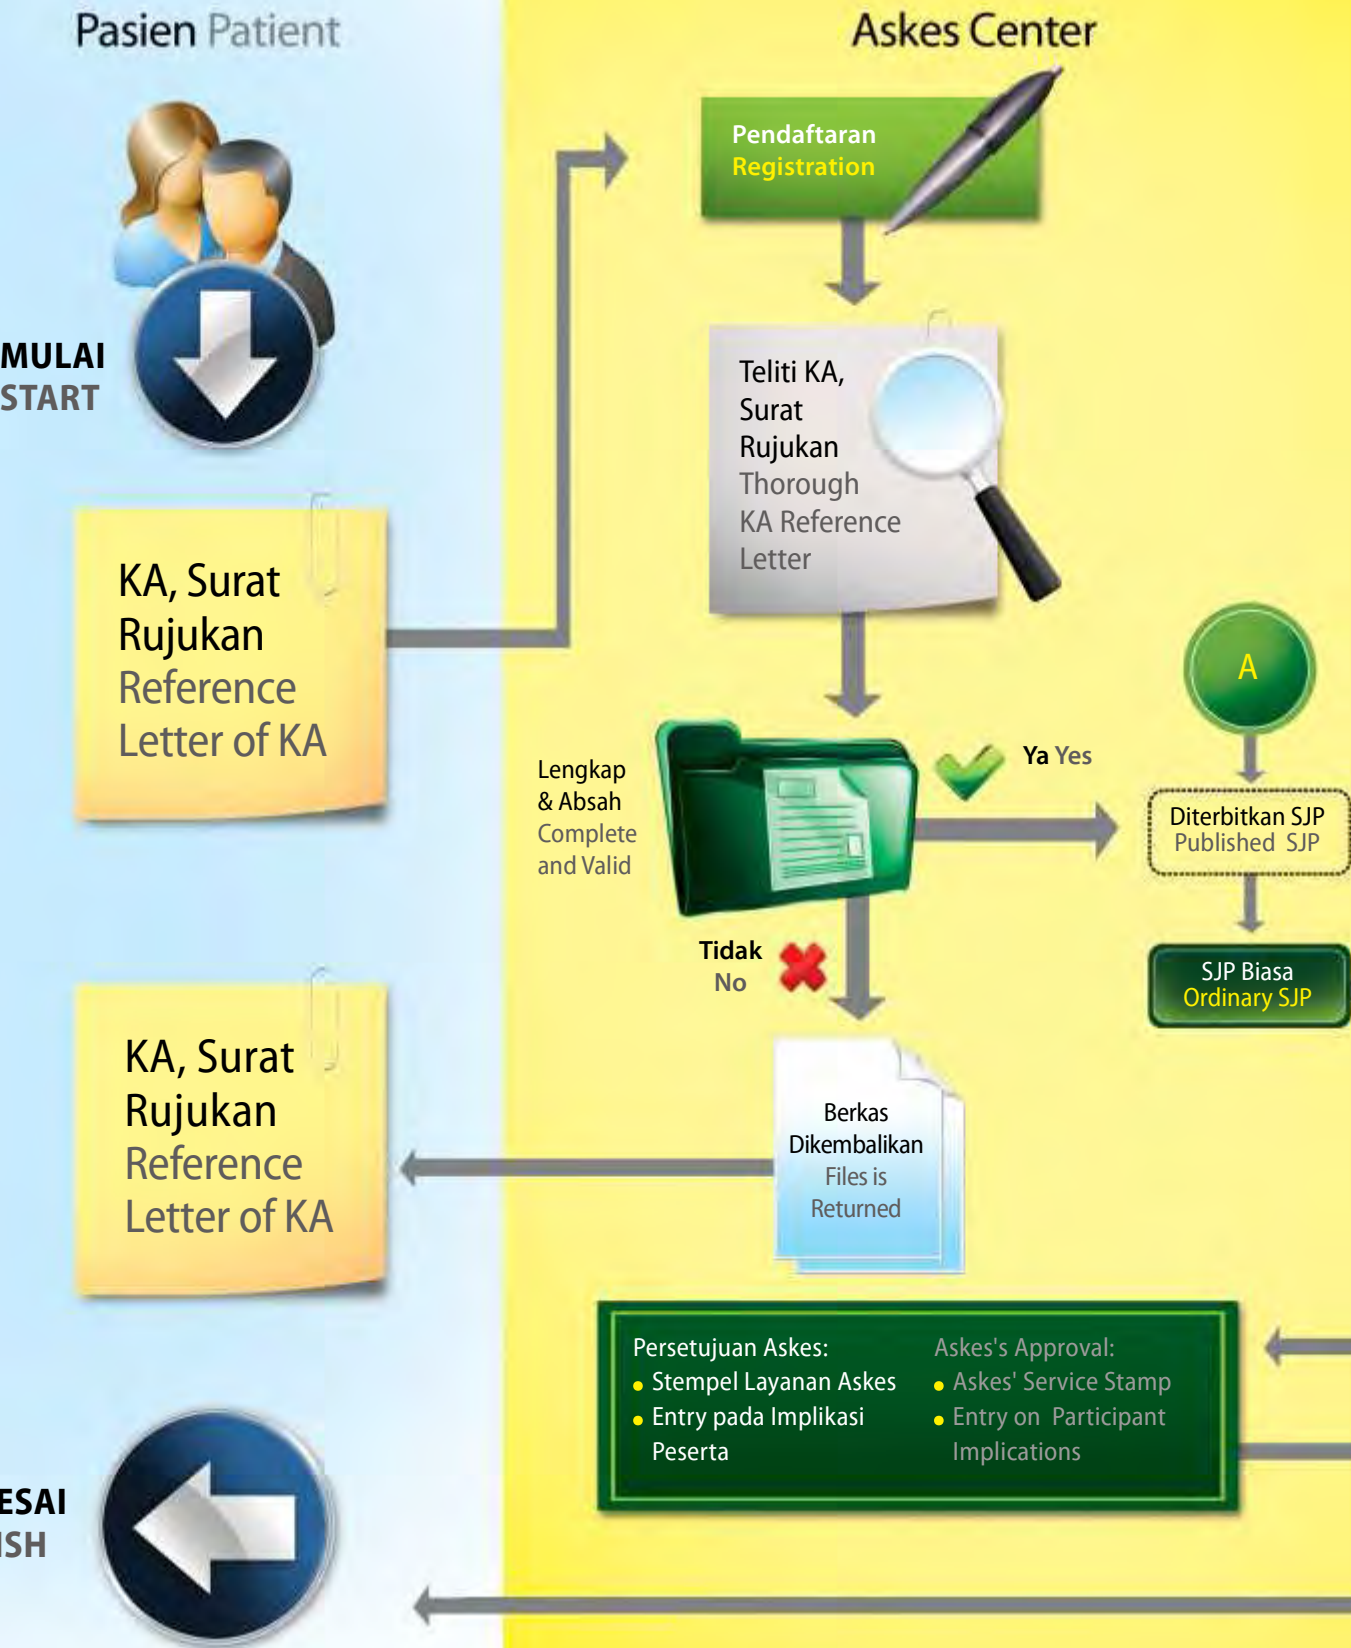 Pasien Patient
Askes Center
Pendaftaran
Registration
MULAI
START
Teliti KA,
Surat
Rujukan
Thorough
KA Reference
Letter
KA, Surat
Rujukan
Reference
Letter of KA
A
Lengkap
& Absah
Complete
and Valid
Ya Yes
Diterbitkan SJP
Published SJP
Tidak
No
SJP Biasa
Ordinary SJP
KA, Surat
Rujukan
Reference
Letter of KA
Berkas
Dikembalikan
Files is
Returned
Persetujuan Askes:
Stempel Layanan Askes
Entry pada Implikasi
Peserta
Askes's Approval:
Askes' Service Stamp
Entry on Participant
Implications
ESAI
ISH